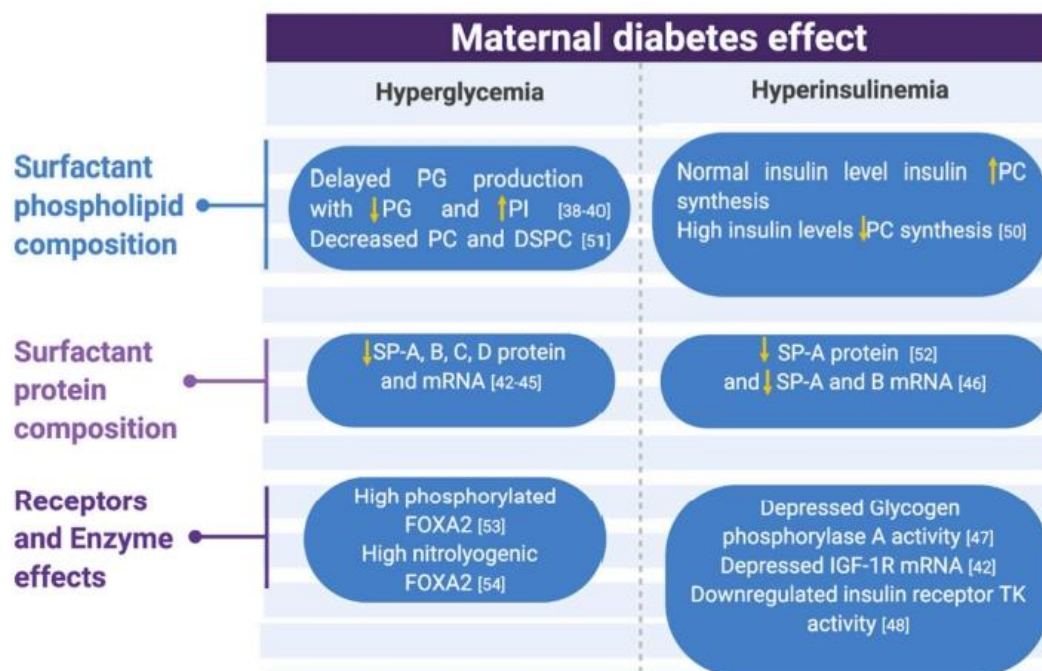 Maternal diabetes effect
Hyperglycemia
Hyperinsulinemia
Surfactant
phospholipid
composition
Delayed PG production
with ↓PG and ↑PI [38-40]
Decreased PC and DSPC [51]
Normal insulin level insulin ↑PC
synthesis
High insulin levels ↓PC synthesis [50]
Surfactant
protein
composition
↓SP-A, B, C, D protein
and mRNA [42-45]
↓ SP-A protein [52]
and ↓SP-A and B mRNA [46]
Receptors
and Enzyme
effects
High phosphorylated
FOXA2 [53]
High nitrolyogenic
FOXA2 [54]
Depressed Glycogen
phosphorylase A activity [47]
Depressed IGF-1R mRNA [42]
Downregulated insulin receptor TK
activity [48]